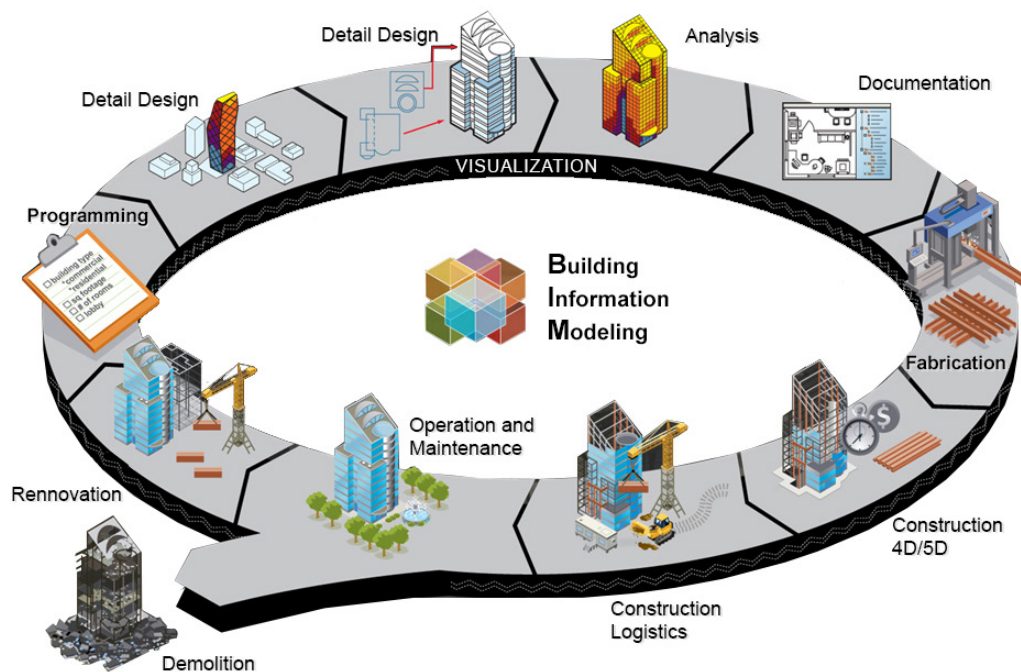 Detail Design
Analysis
Detail Design
Documentation
VISUALIZATION
Programming
building type
*commercial
*residential
sq footage
# of rooms
lobby
Building
Information
Modeling
Fabrication
$
Operation and
Maintenance
Rennovation
Construction
4D/5D
Construction
Logistics
Demolition